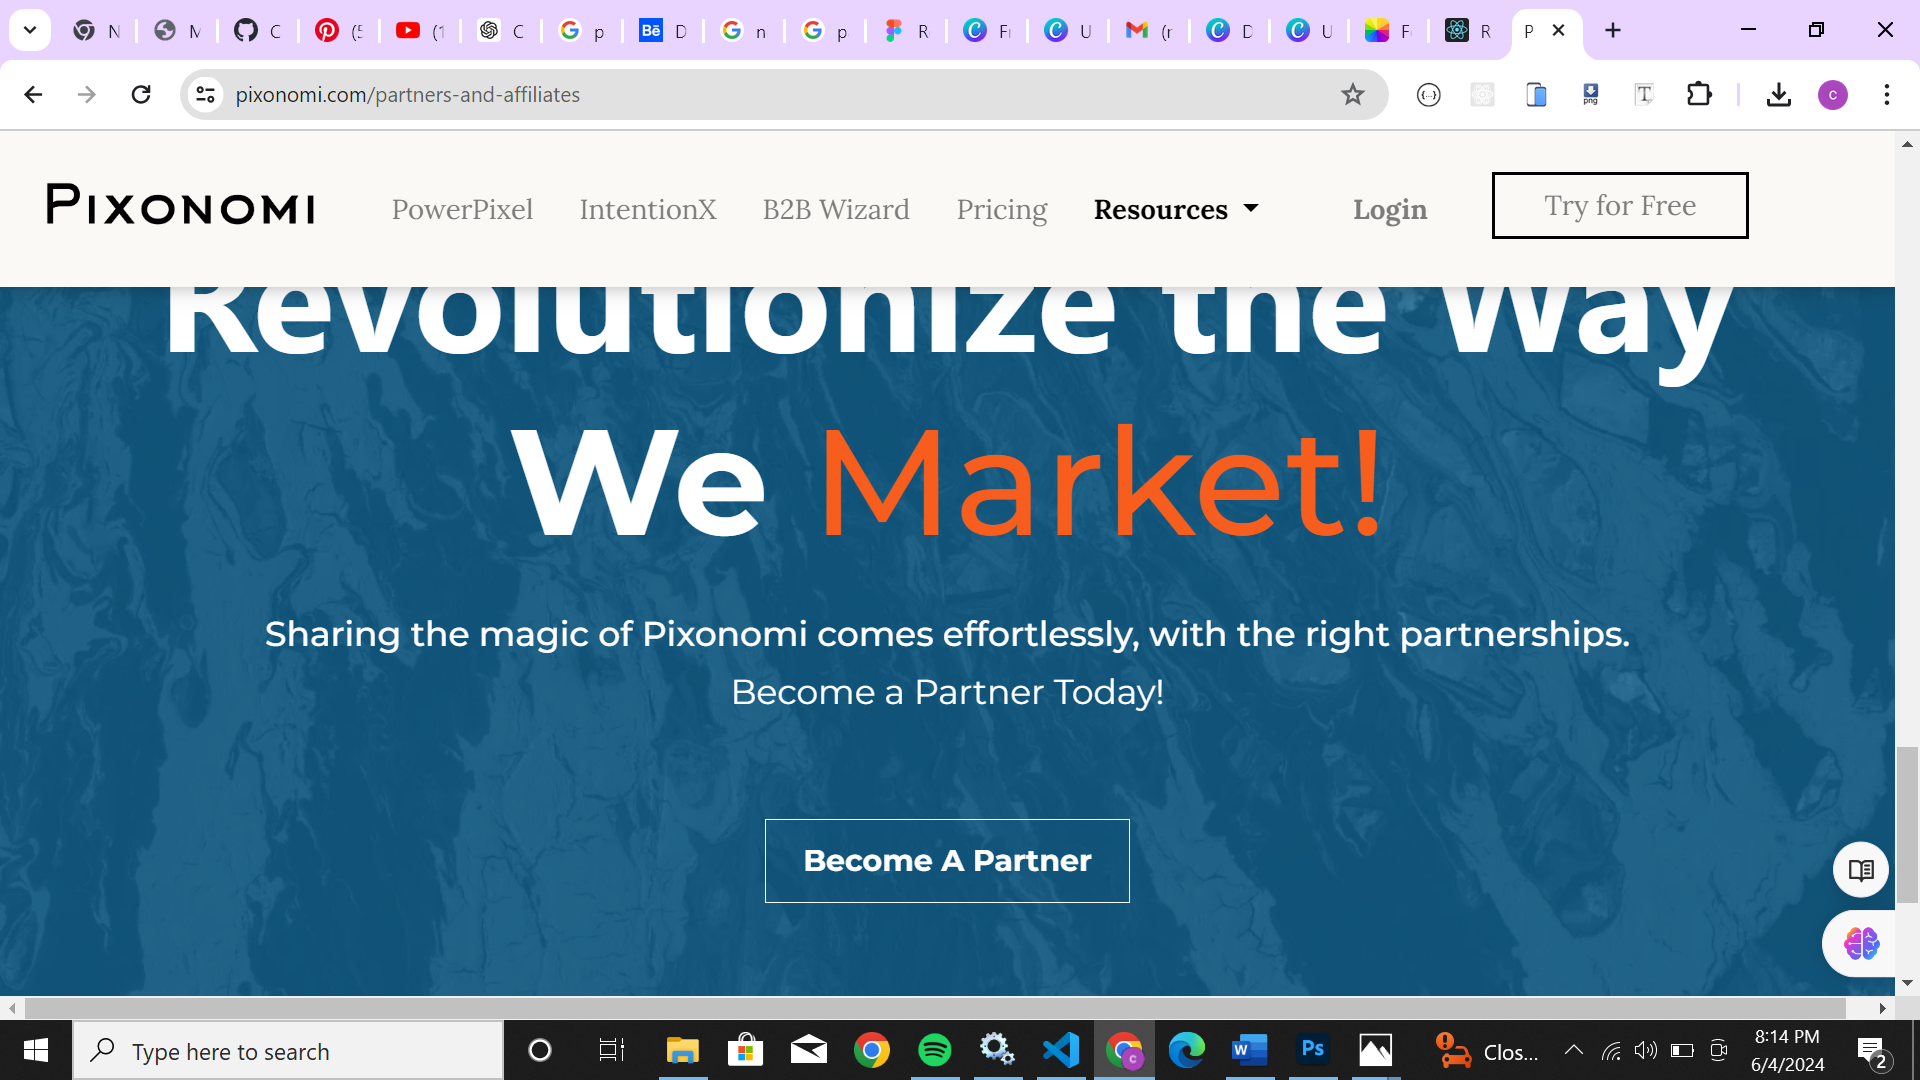 N
M
C
(5
(1
C
p
D
n
p
R
Fr
U
(r
D
U
F
R
P
pixonomi.com/partners-and-affiliates
{...}
png
T
c
PIXONOMI PowerPixel IntentionX B2B Wizard Pricing Resources Login Try for Free
Revolutionize the Way
We Market!
Sharing the magic of Pixonomi comes effortlessly, with the right partnerships.
Become a Partner Today!
Become A Partner
Type here to search
Clos...
8:14 PM
6/4/2024
2